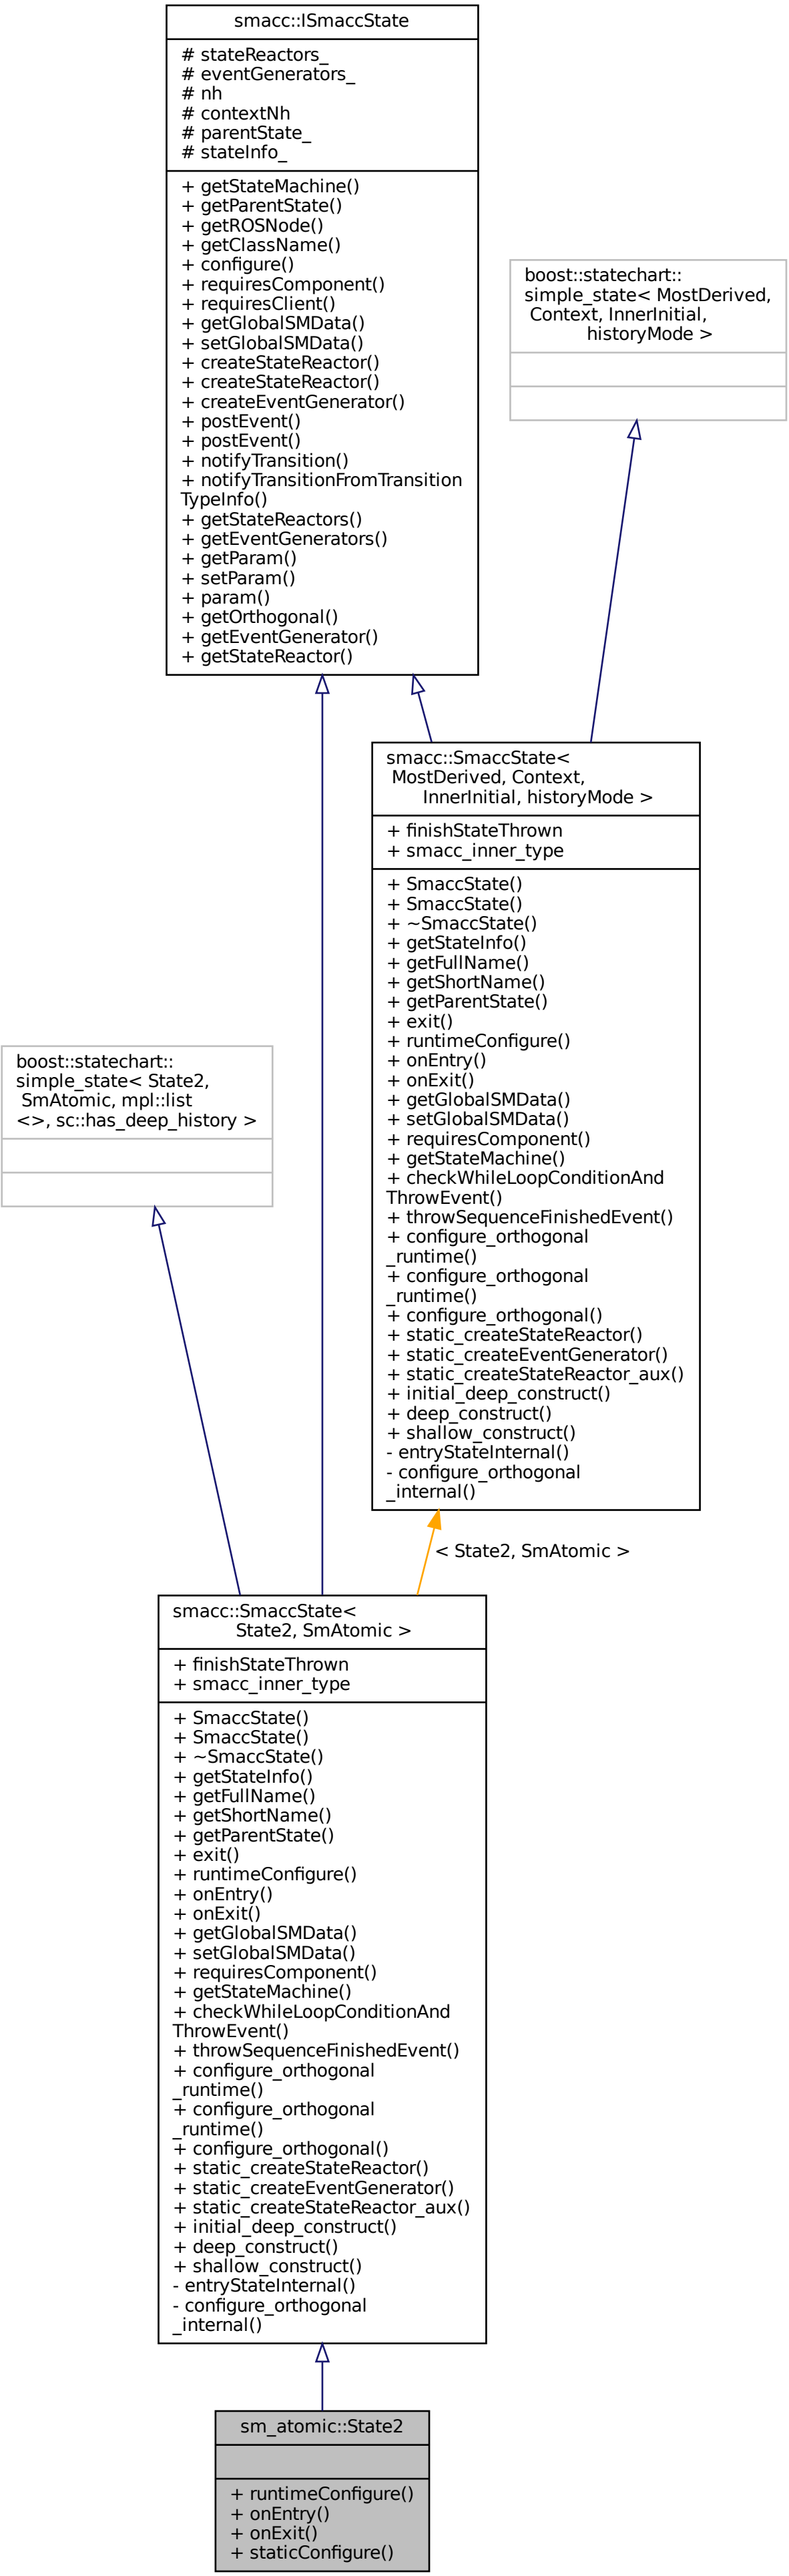 smacc::ISmaccState
# stateReactors_
# eventGenerators_
# nh
# contextNh
# parentState_
# stateInfo_
+ getStateMachine()
+ getParentState()
+ getROSNode()
+ getClassName()
+ configure()
+ requiresComponent()
+ requiresClient()
+ getGlobalSMData()
+ setGlobalSMData()
+ createStateReactor()
+ createStateReactor()
+ createEventGenerator()
+ postEvent()
+ postEvent()
+ notifyTransition()
+ notifyTransitionFromTransition
TypeInfo()
+ getStateReactors()
+ getEventGenerators()
+ getParam()
+ setParam()
+ param()
+ getOrthogonal()
+ getEventGenerator()
+ getStateReactor()
boost::statechart::
simple_state< MostDerived,
Context, InnerInitial,
historyMode >
smacc::SmaccState<
MostDerived, Context,
InnerInitial, historyMode >
+ finishStateThrown
+ smacc_inner_type
+ SmaccState()
+ SmaccState()
+ ~SmaccState()
+ getStateInfo()
+ getFullName()
+ getShortName()
+ getParentState()
+ exit()
+ runtimeConfigure()
+ onEntry()
+ onExit()
+ getGlobalSMData()
+ setGlobalSMData()
+ requiresComponent()
+ getStateMachine()
+ checkWhileLoopConditionAnd
ThrowEvent()
+ throwSequenceFinishedEvent()
+ configure_orthogonal
_runtime()
+ configure_orthogonal
_runtime()
+ configure_orthogonal()
+ static_createStateReactor()
+ static_createEventGenerator()
+ static_createStateReactor_aux()
+ initial_deep_construct()
+ deep_construct()
+ shallow_construct()
- entryStateInternal()
- configure_orthogonal
_internal()
boost::statechart::
simple_state< State2,
SmAtomic, mpl::list
<>, sc::has_deep_history >
< State2, SmAtomic >
smacc::SmaccState<
State2, SmAtomic >
+ finishStateThrown
+ smacc_inner_type
+ SmaccState()
+ SmaccState()
+ ~SmaccState()
+ getStateInfo()
+ getFullName()
+ getShortName()
+ getParentState()
+ exit()
+ runtimeConfigure()
+ onEntry()
+ onExit()
+ getGlobalSMData()
+ setGlobalSMData()
+ requiresComponent()
+ getStateMachine()
+ checkWhileLoopConditionAnd
ThrowEvent()
+ throwSequenceFinishedEvent()
+ configure_orthogonal
_runtime()
+ configure_orthogonal
_runtime()
+ configure_orthogonal()
+ static_createStateReactor()
+ static_createEventGenerator()
+ static_createStateReactor_aux()
+ initial_deep_construct()
+ deep_construct()
+ shallow_construct()
- entryStateInternal()
- configure_orthogonal
_internal()
sm_atomic::State2
+ runtimeConfigure()
+ onEntry()
+ onExit()
+ staticConfigure()